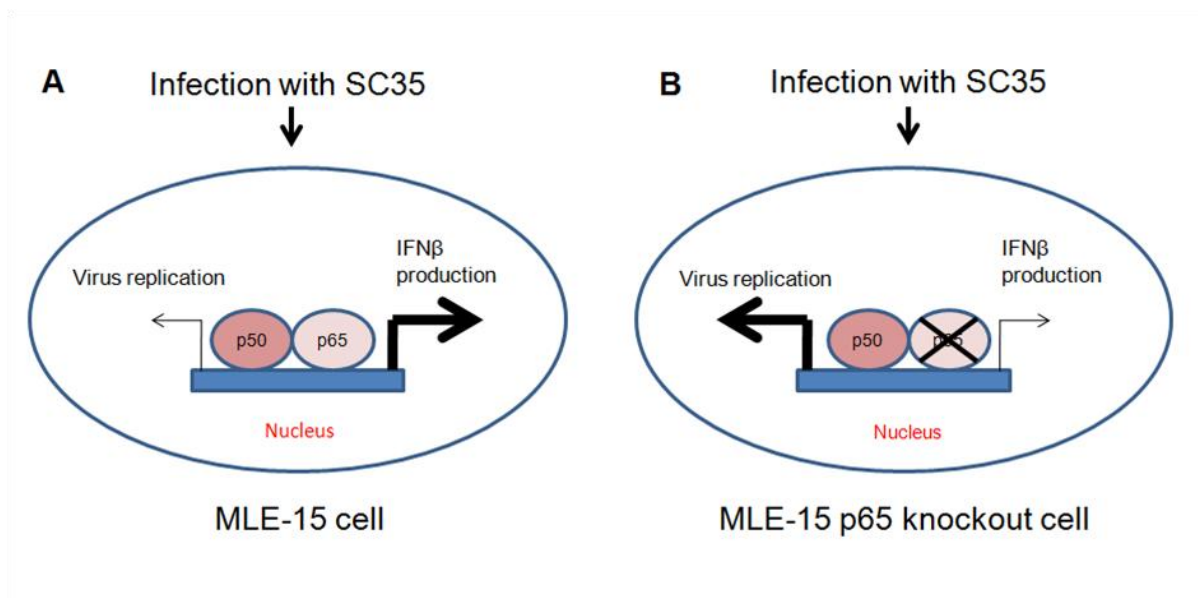 A
Infection with SC35
Virus replication
IFNβ
production
p50
p65
Nucleus
MLE-15 cell
B
Infection with SC35
Virus replication
IFNβ
production
p50
p65
Nucleus
MLE-15 p65 knockout cell